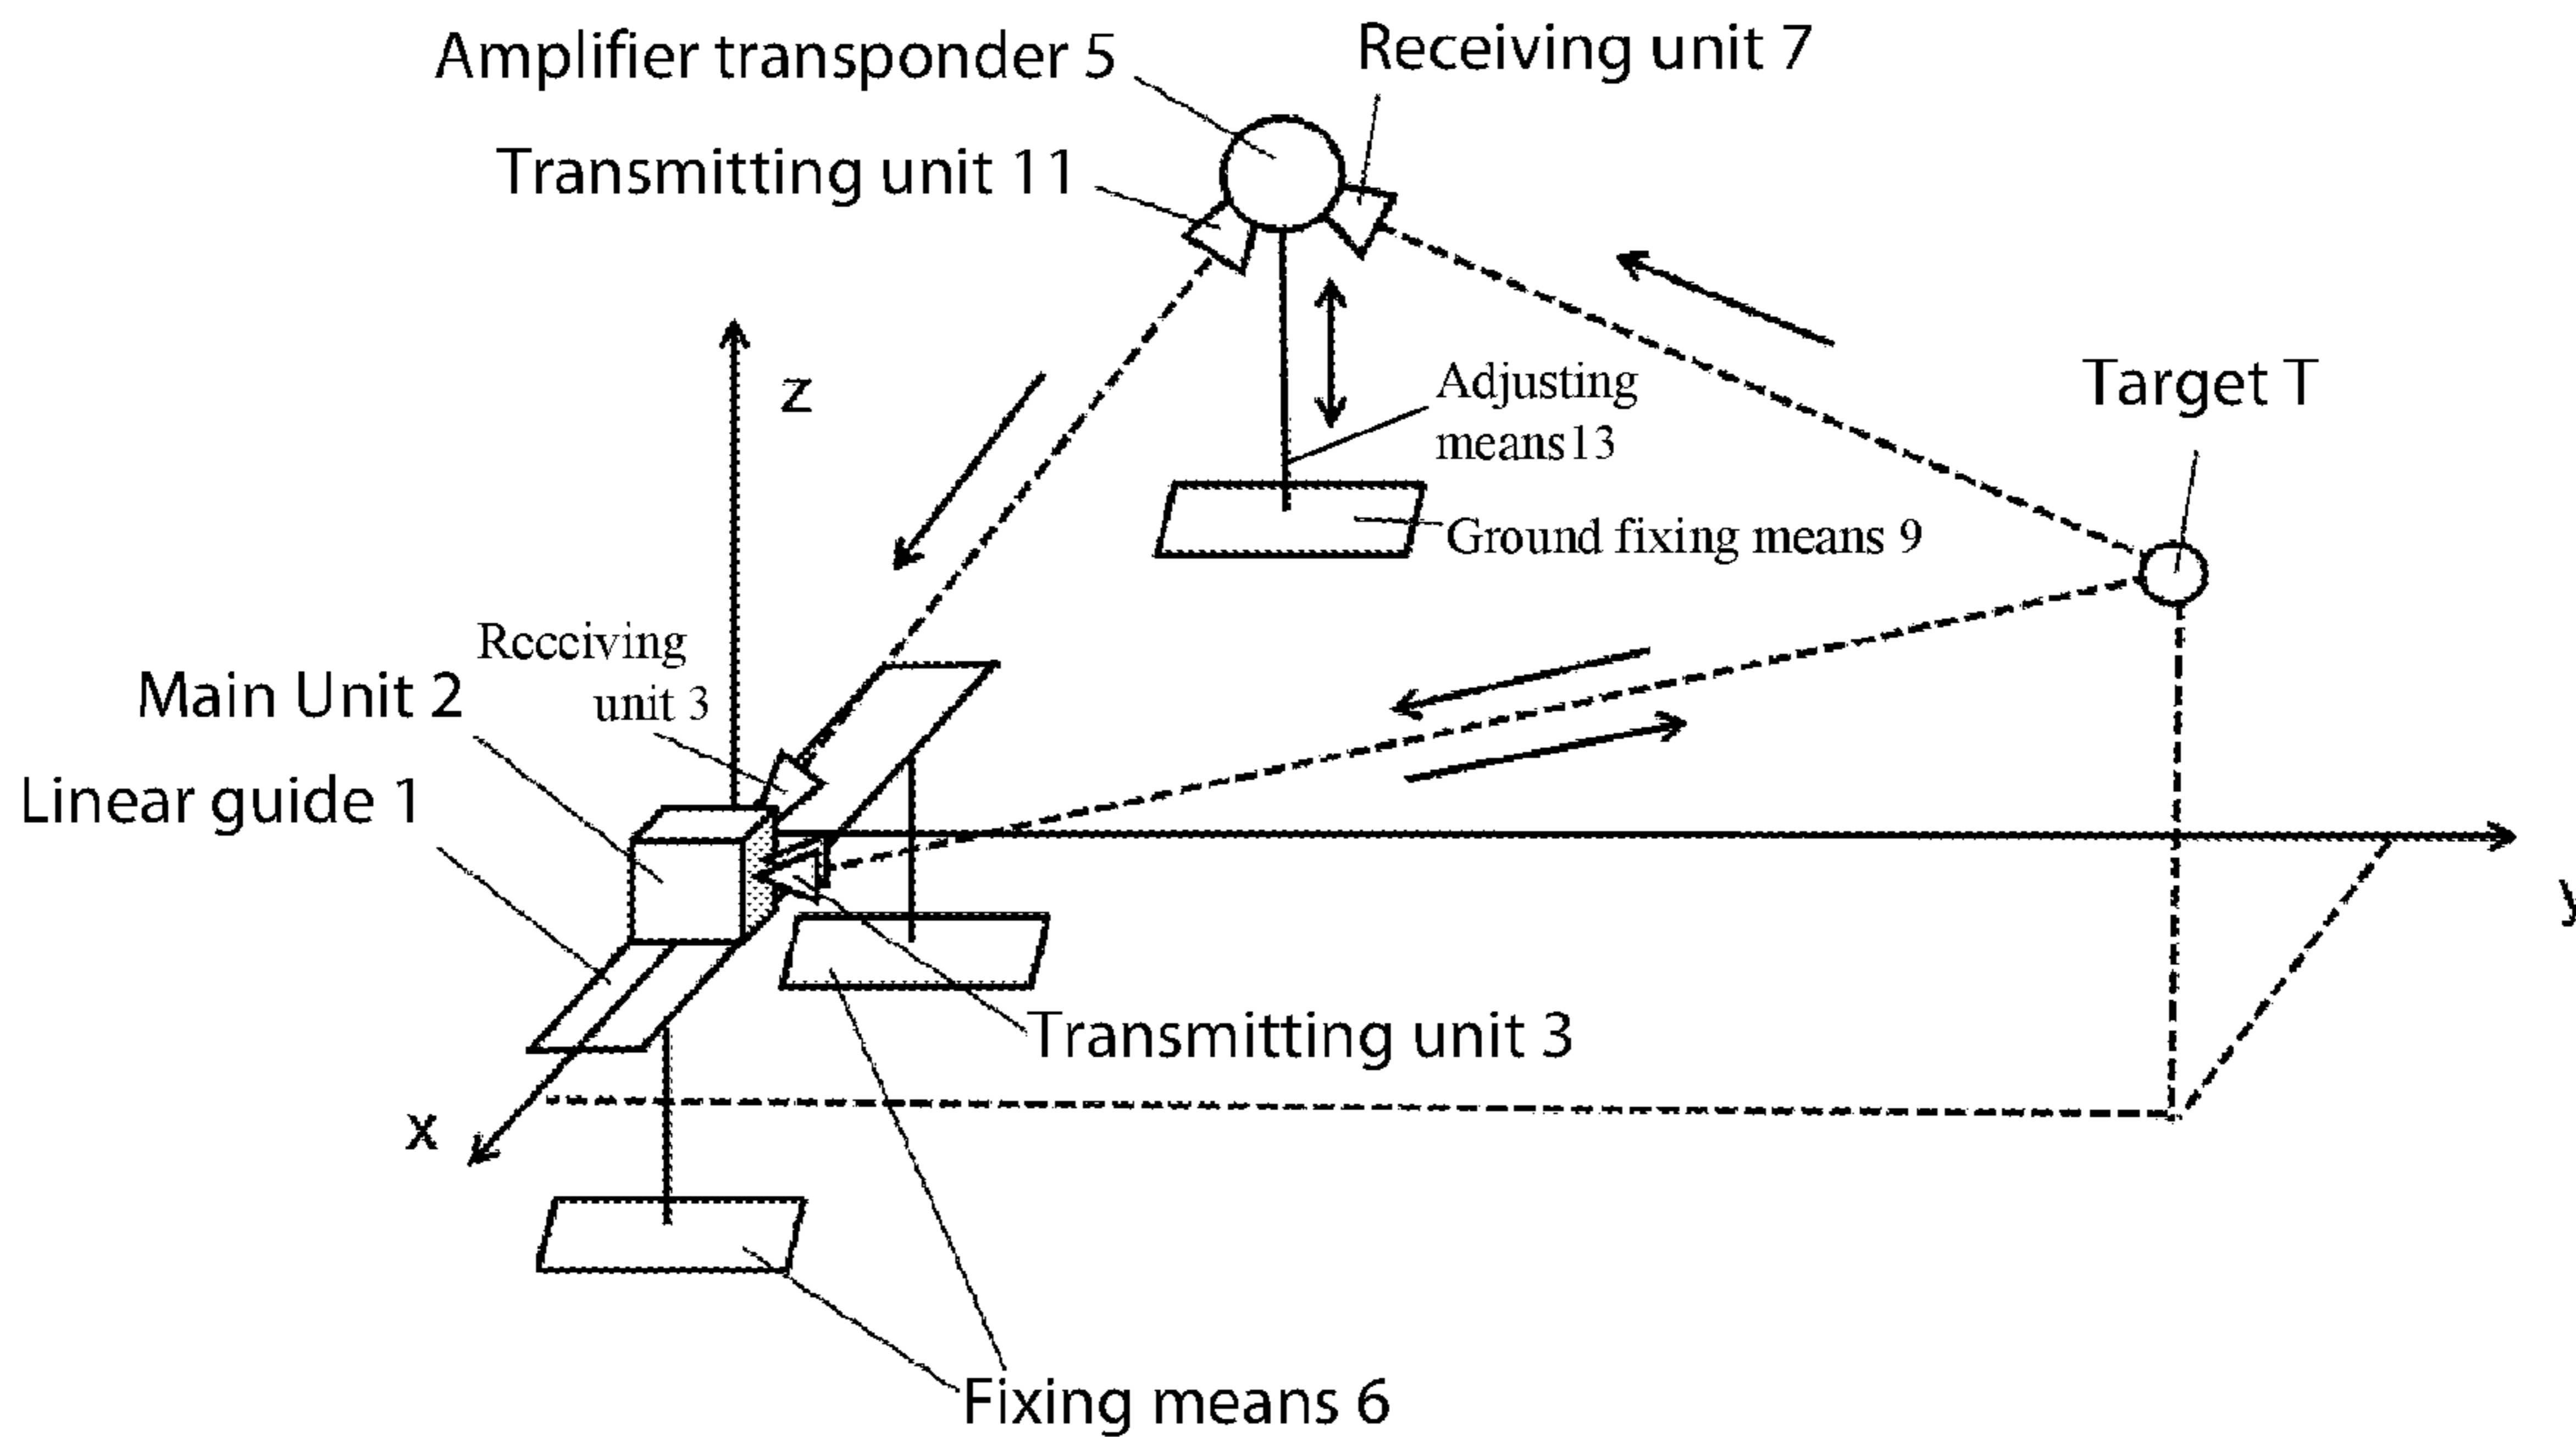 Amplifier transponder 5
Receiving unit 7
Transmitting unit 11
z
Adjusting
means13
Target T
Ground fixing means 9
Receiving
unit 3
Main Unit 2
Linear guide 1
y
Transmitting unit 3
x
Fixing means 6